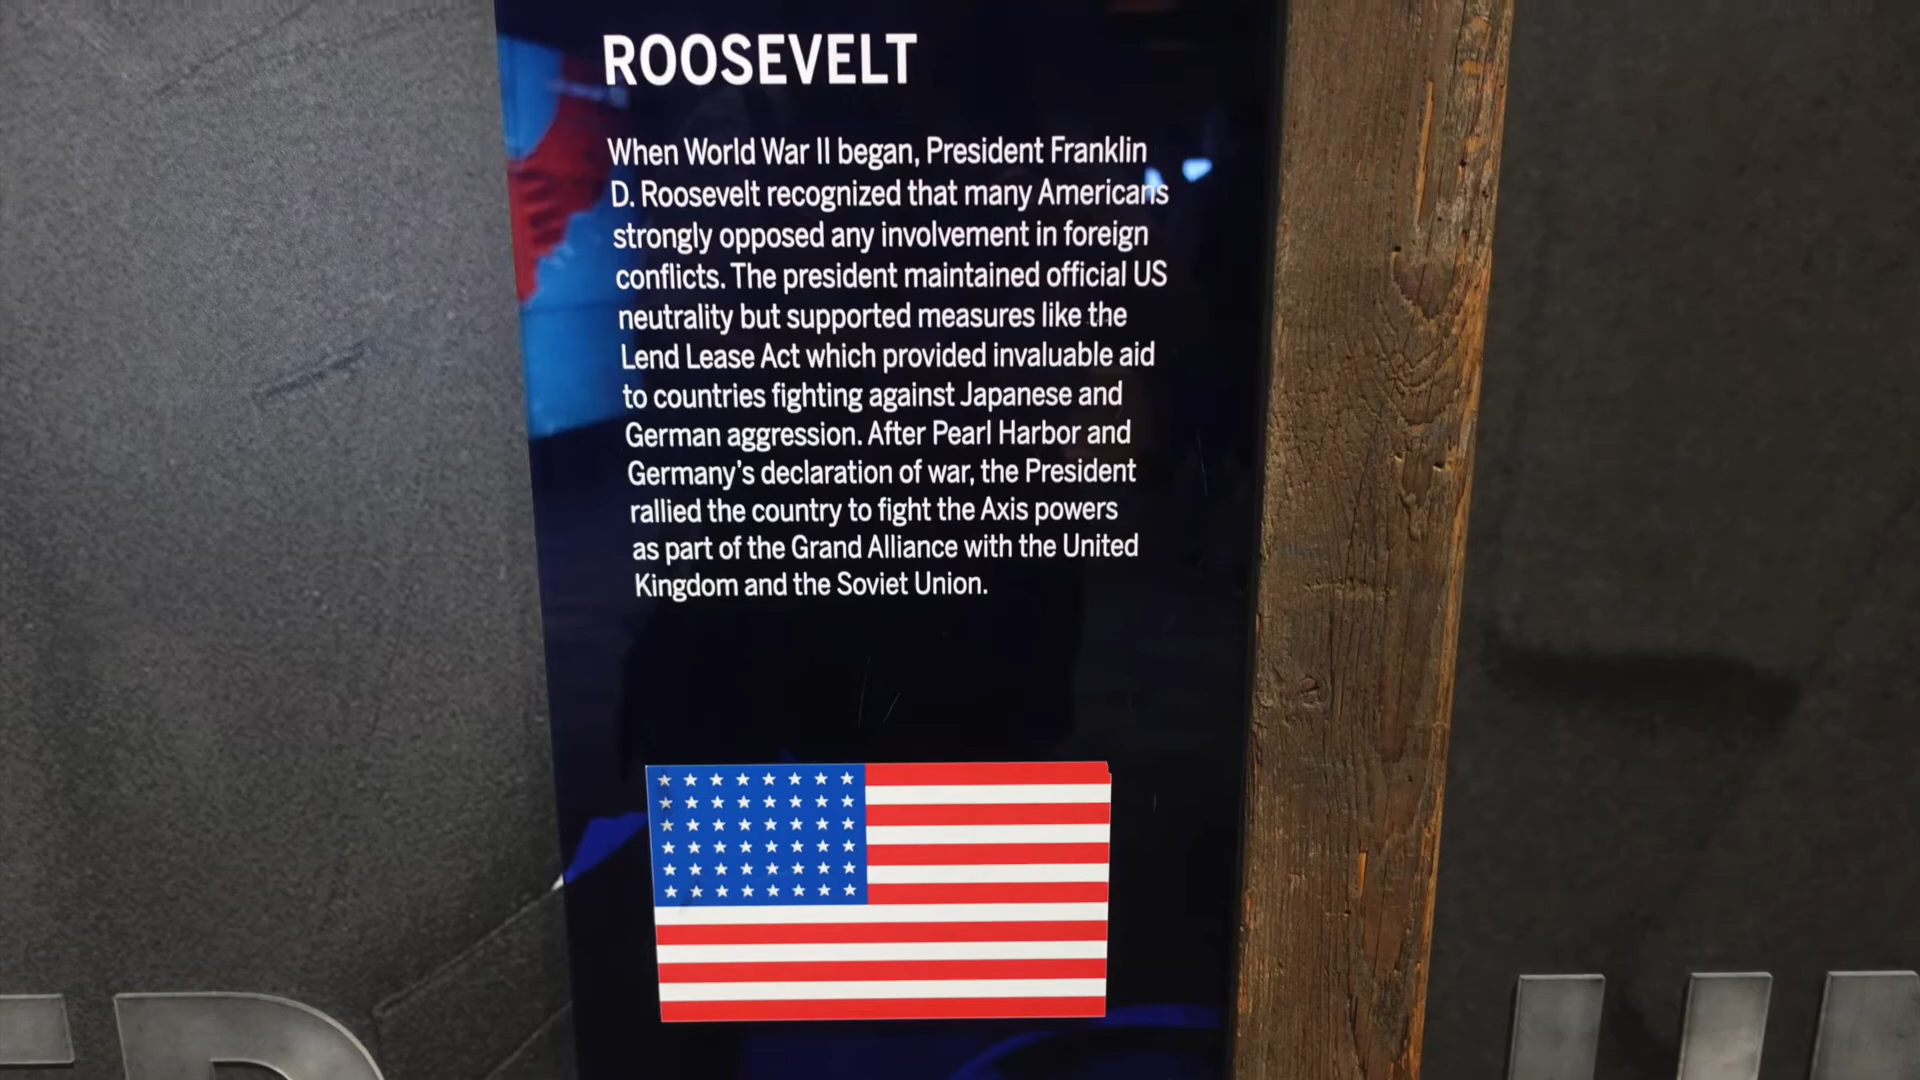 ROOSEVELT
When World War II began, President Franklin
D. Roosevelt recognized that many Americans
strongly opposed any involvement in foreign
conflicts. The president maintained official US
neutrality but supported measures like the
Lend Lease Act which provided invaluable aid
to countries fighting against Japanese and
German aggression. After Pearl Harbor and
Germany's declaration of war, the President
rallied the country to fight the Axis powers
as part of the Grand Alliance with the United
Kingdom and the Soviet Union.